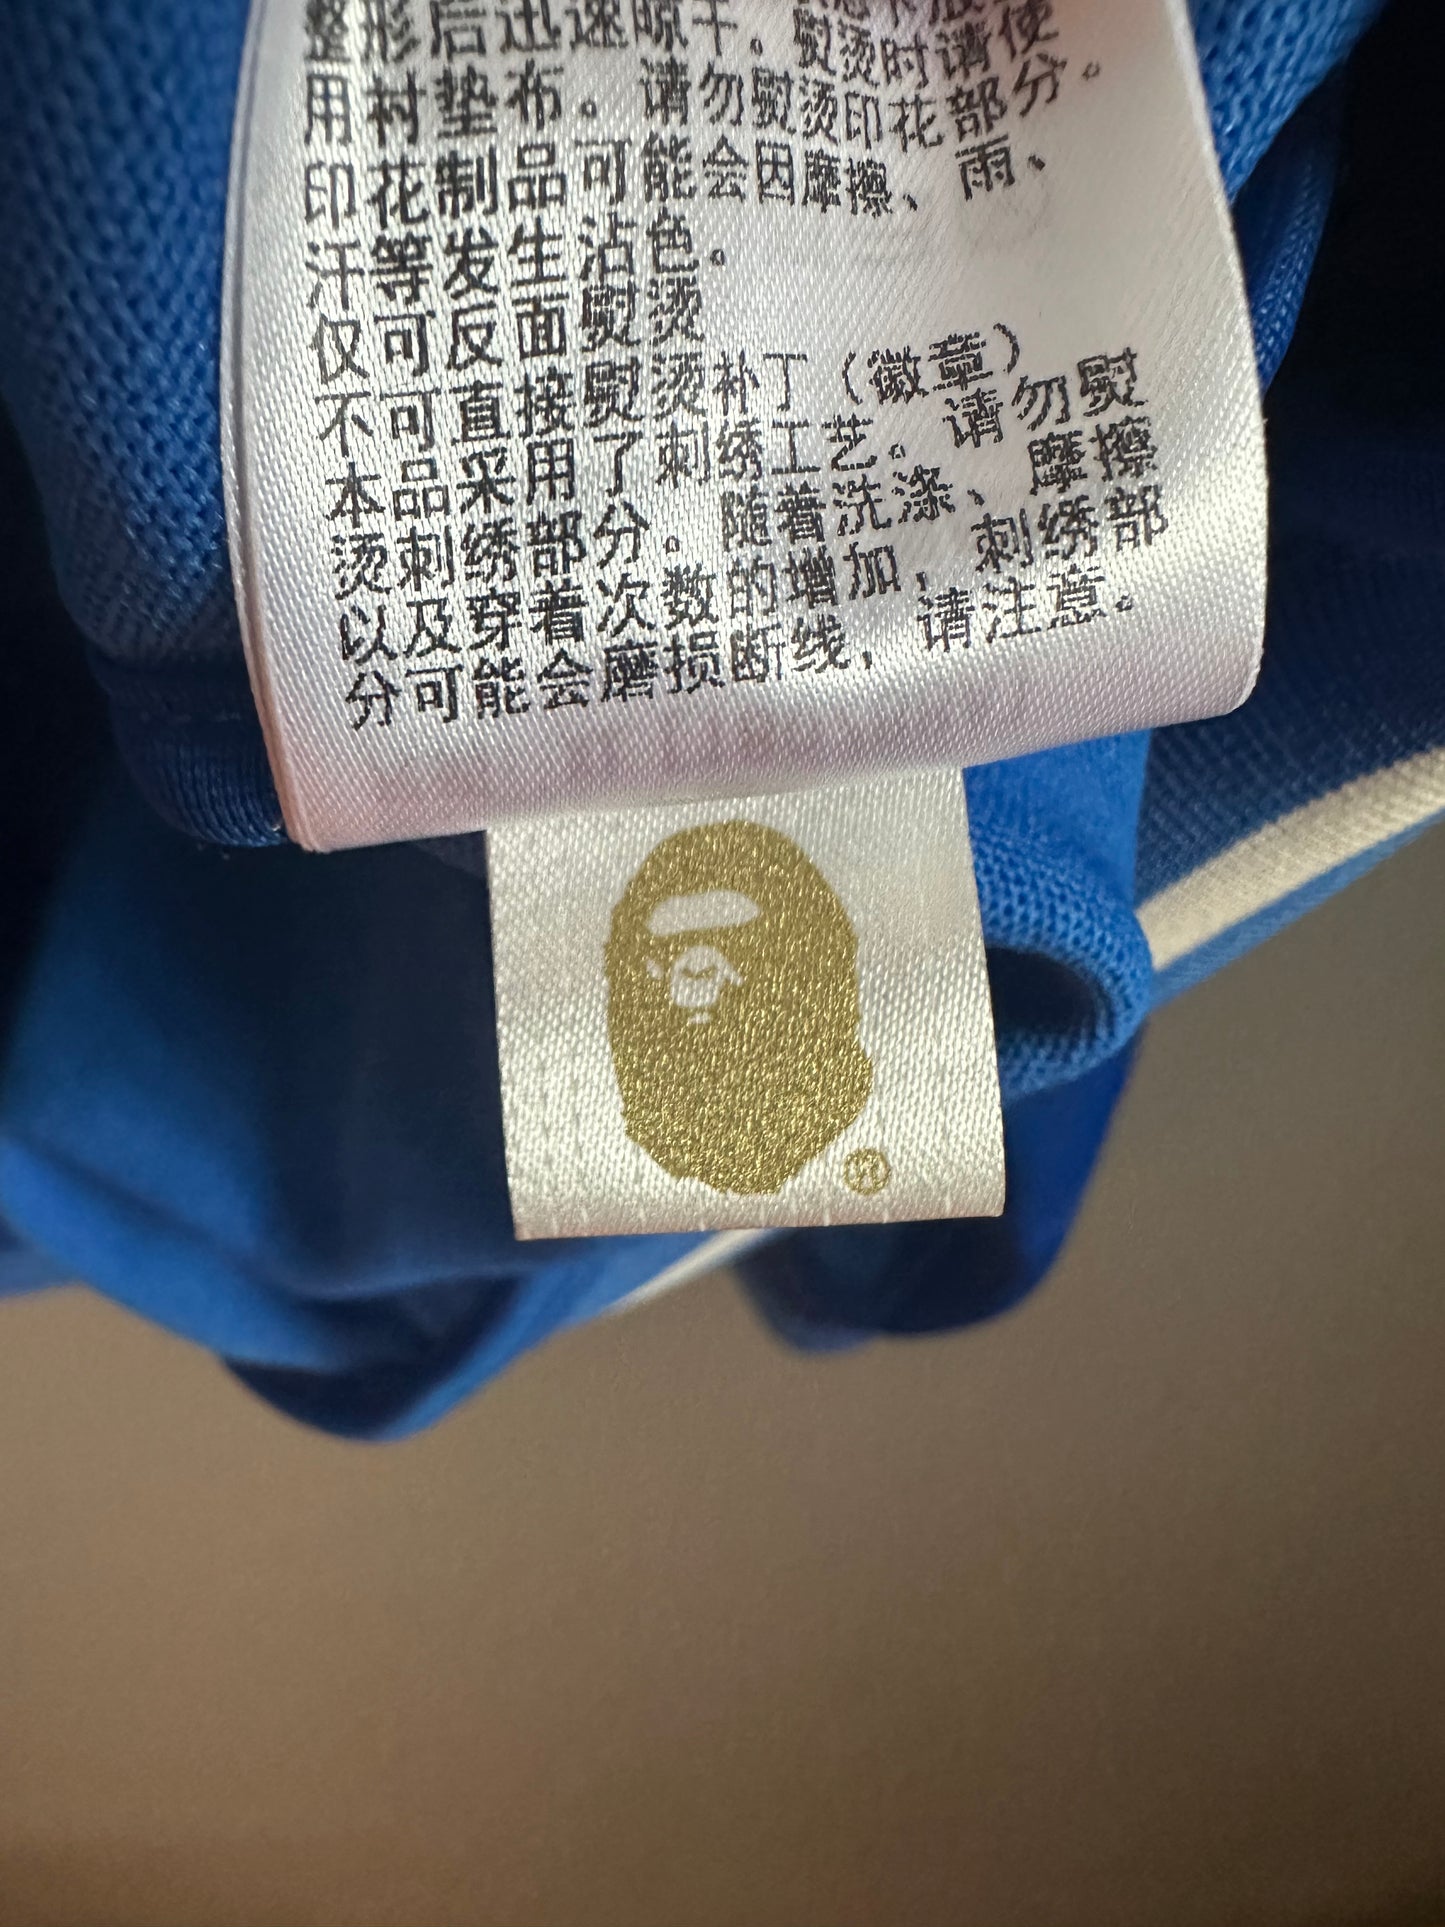 整形后迅速晾干。熨烫时请使
用衬垫布。请勿熨烫印花部分。
印花制品可能会因摩擦、雨、
汗等发生沾色。
仅可反面熨烫
不可直接熨烫补丁（徽章）
本品采用了刺绣工艺。请勿熨
烫刺绣部分。随着洗涤、摩擦
以及穿着次数的增加，刺绣部
分可能会磨损断线，请注意。
®